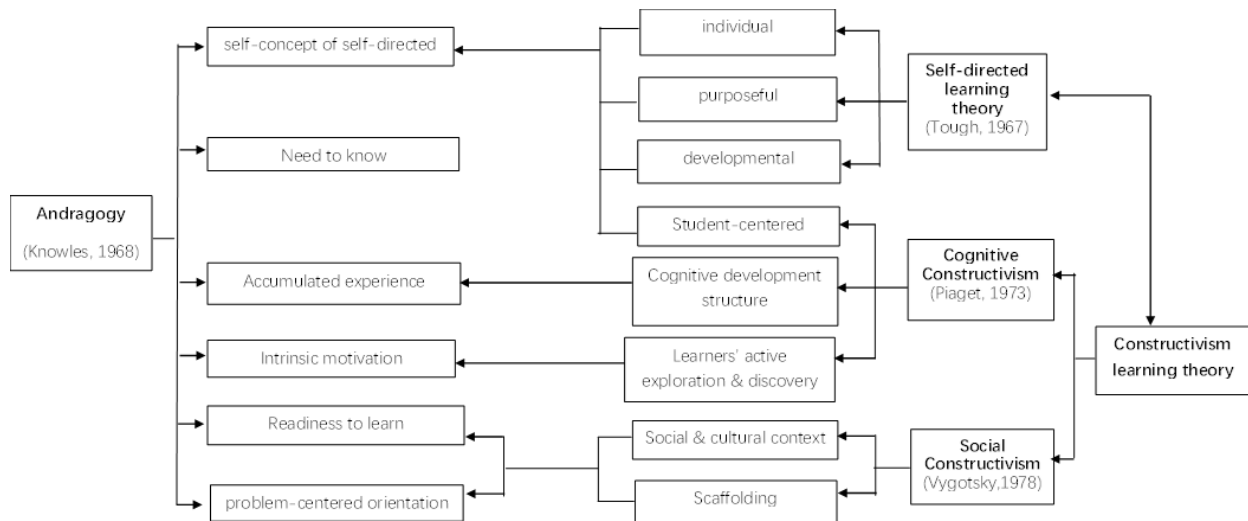 self-concept of self-directed
Need to know
Andragogy
(Knowles, 1968)
Accumulated experience
Intrinsic motivation
Readiness to learn
problem-centered orientation
individual
purposeful
developmental
Student-centered
Cognitive development
structure
Learners' active
exploration & discovery
Social & cultural context
Scaffolding
Self-directed
learning theory
(Tough, 1967)
Cognitive
Constructivism
(Piaget, 1973)
Social
Constructivism
(Vygotsky,1978)
Constructivism
learning theory